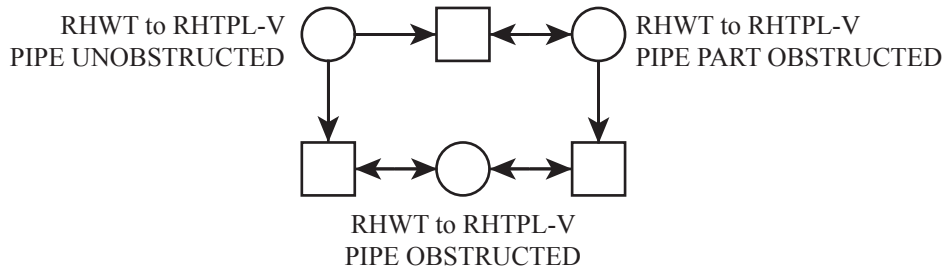 RHWT to RHTPL-V
PIPE UNOBSTRUCTED
RHWT to RHTPL-V
PIPE PART OBSTRUCTED
RHWT to RHTPL-V
PIPE OBSTRUCTED